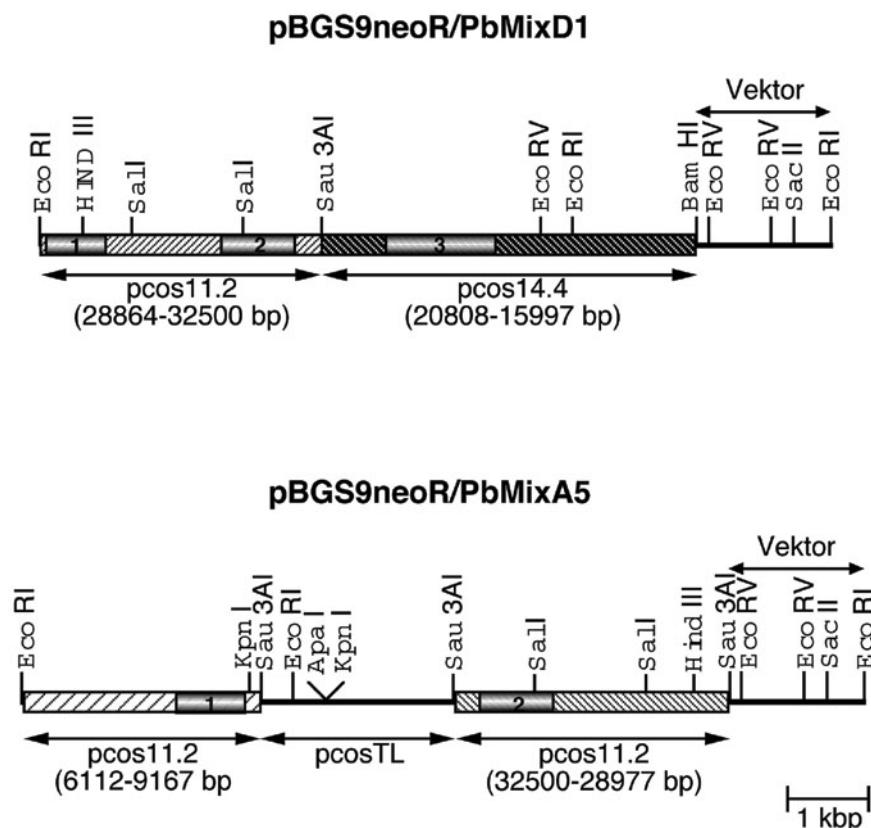 pBGS9neoR/PbMixD1
Vektor
Eco RI
HIND III
SalI
SalI
Sau 3AI
Eco RV
Eco RI
Bam HI
Eco RV
Eco RV
Sac II
Eco RI
1 2 3
pcos11.2 pcos14.4
(28864-32500 bp) (20808-15997 bp)
pBGS9neoR/PbMixA5
Vektor
Eco RI
Kpn I
Sau 3AI
Eco RI
Apa I
Kpn I
Sau 3AI
SalI
SalI
Hind III
Sau 3AI
Eco RV
Eco RV
Sac II
Eco RI
1 2
pcos11.2 pcosTL pcos11.2
(6112-9167 bp (32500-28977 bp)
1 kbp